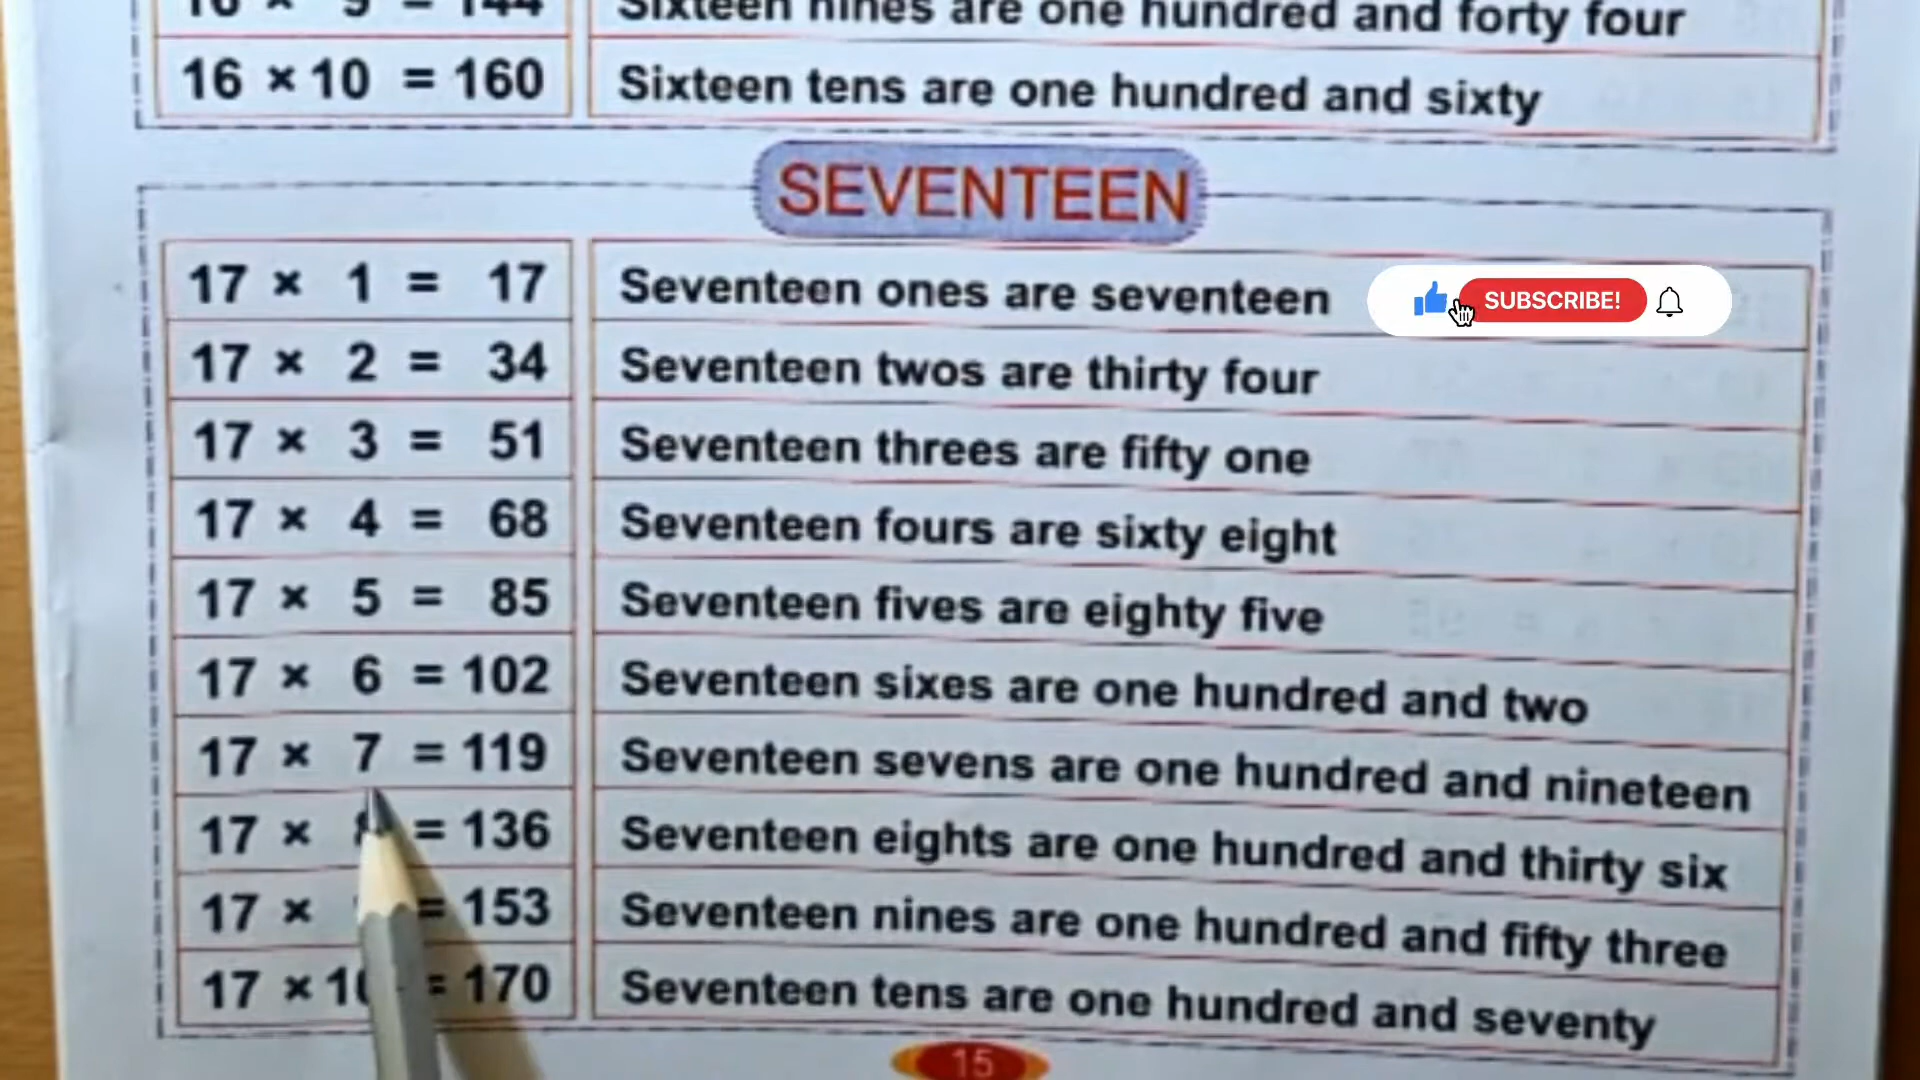 16 × 9 = 144 Sixteen nines are one hundred and forty four
16 × 10 = 160 Sixteen tens are one hundred and sixty
SEVENTEEN
17 × 1 = 17 Seventeen ones are seventeen
SUBSCRIBE!
17 × 2 = 34 Seventeen twos are thirty four
17 × 3 = 51 Seventeen threes are fifty one
17 × 4 = 68 Seventeen fours are sixty eight
17 × 5 = 85 Seventeen fives are eighty five
17 × 6 = 102 Seventeen sixes are one hundred and two
17 × 7 = 119 Seventeen sevens are one hundred and nineteen
17 × = 136 Seventeen eights are one hundred and thirty six
17 × = 153 Seventeen nines are one hundred and fifty three
17 × 10 = 170 Seventeen tens are one hundred and seventy
15